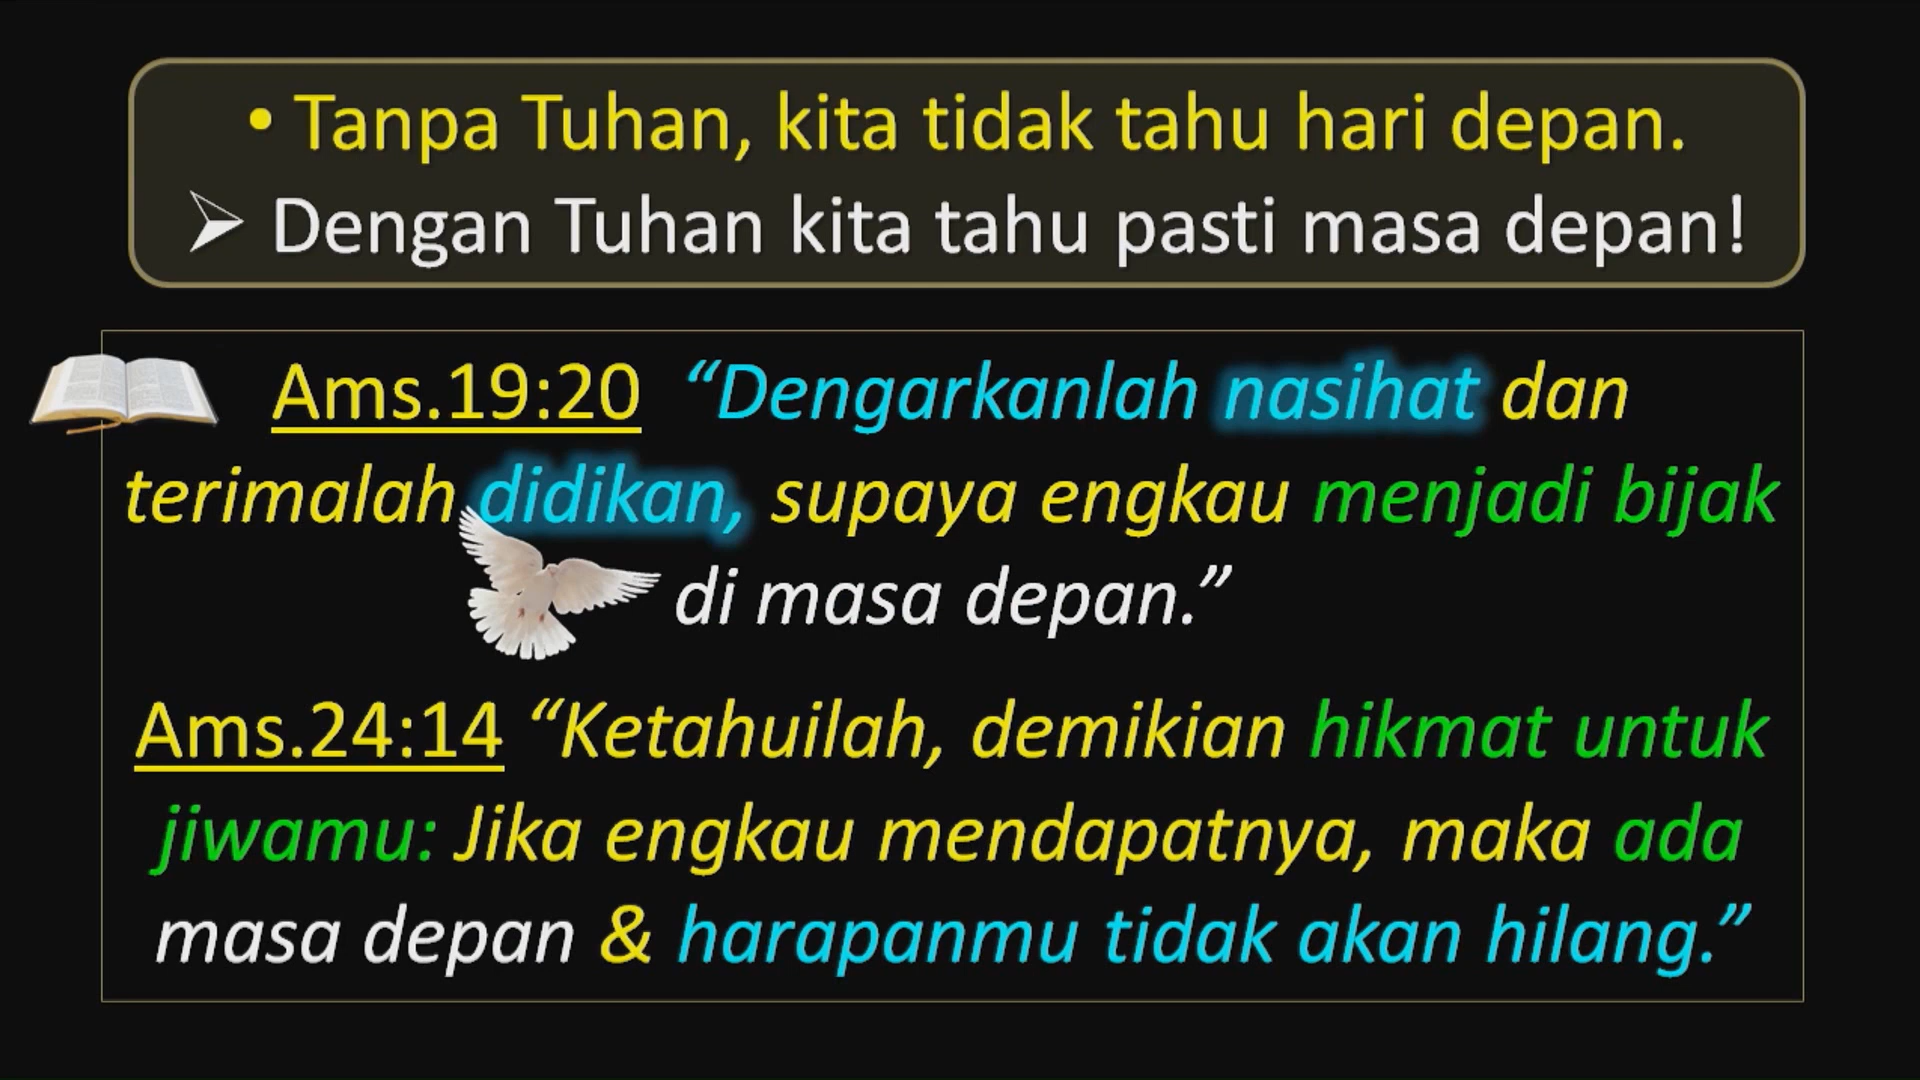 • Tanpa Tuhan, kita tidak tahu hari depan.
➢ Dengan Tuhan kita tahu pasti masa depan!
Ams.19:20 “Dengarkanlah nasihat dan
terimalah didikan, supaya engkau menjadi bijak
di masa depan.”
Ams.24:14 “Ketahuilah, demikian hikmat untuk
jiwamu: Jika engkau mendapatnya, maka ada
masa depan & harapanmu tidak akan hilang.”